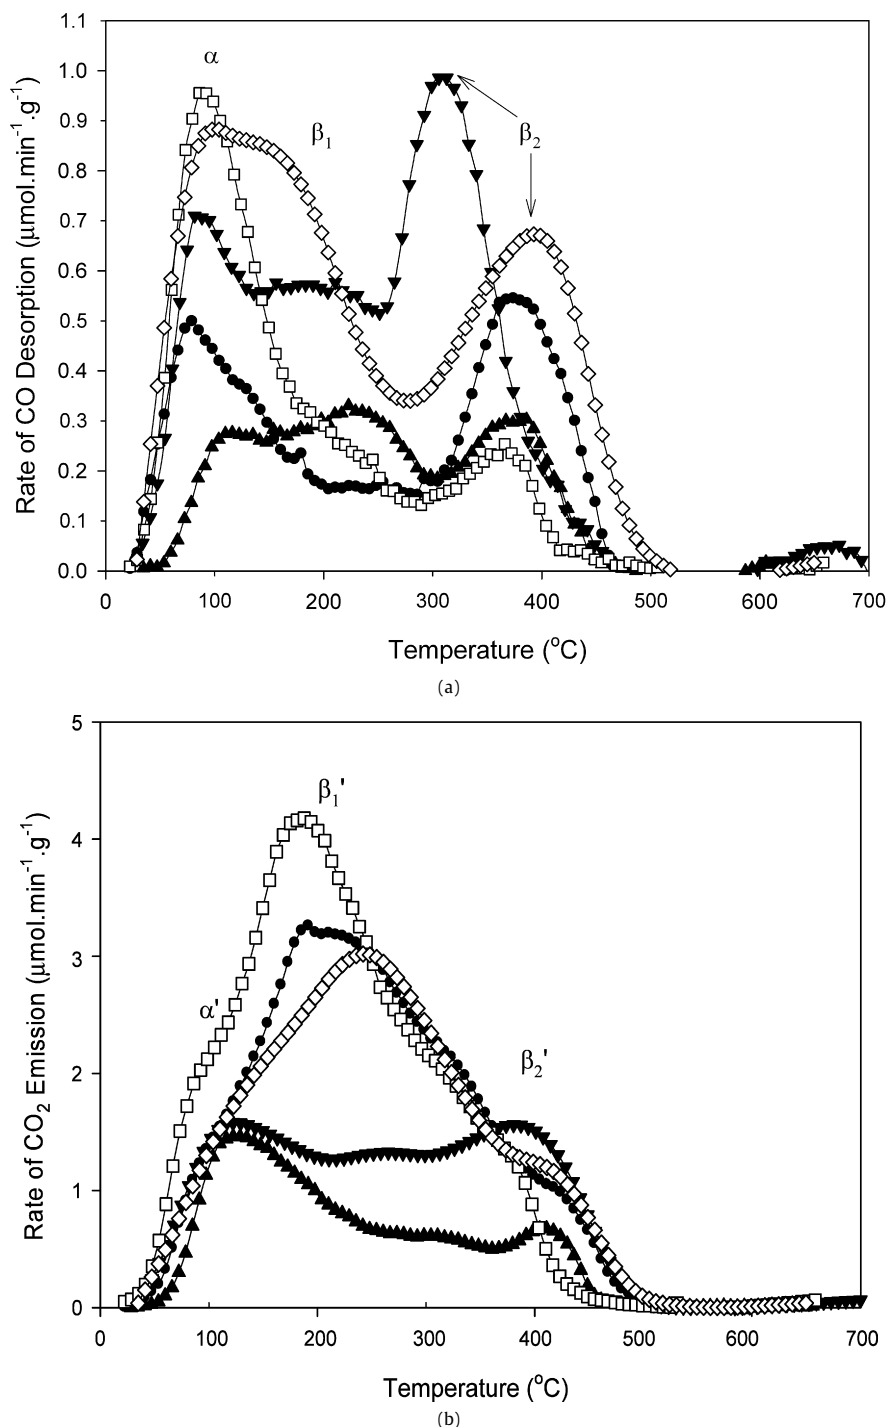 1.1
1.0
0.9
0.8
0.7
0.6
0.5
0.4
0.3
0.2
0.1
0.0
Rate of CO Desorption (μmol.min⁻¹.g⁻¹)
α
β₁
β₂
0 100 200 300 400 500 600 700
Temperature (°C)
(a)
5
4
3
2
1
0
Rate of CO₂ Emission (μmol.min⁻¹.g⁻¹)
β₁'
α'
β₂'
0 100 200 300 400 500 600 700
Temperature (°C)
(b)